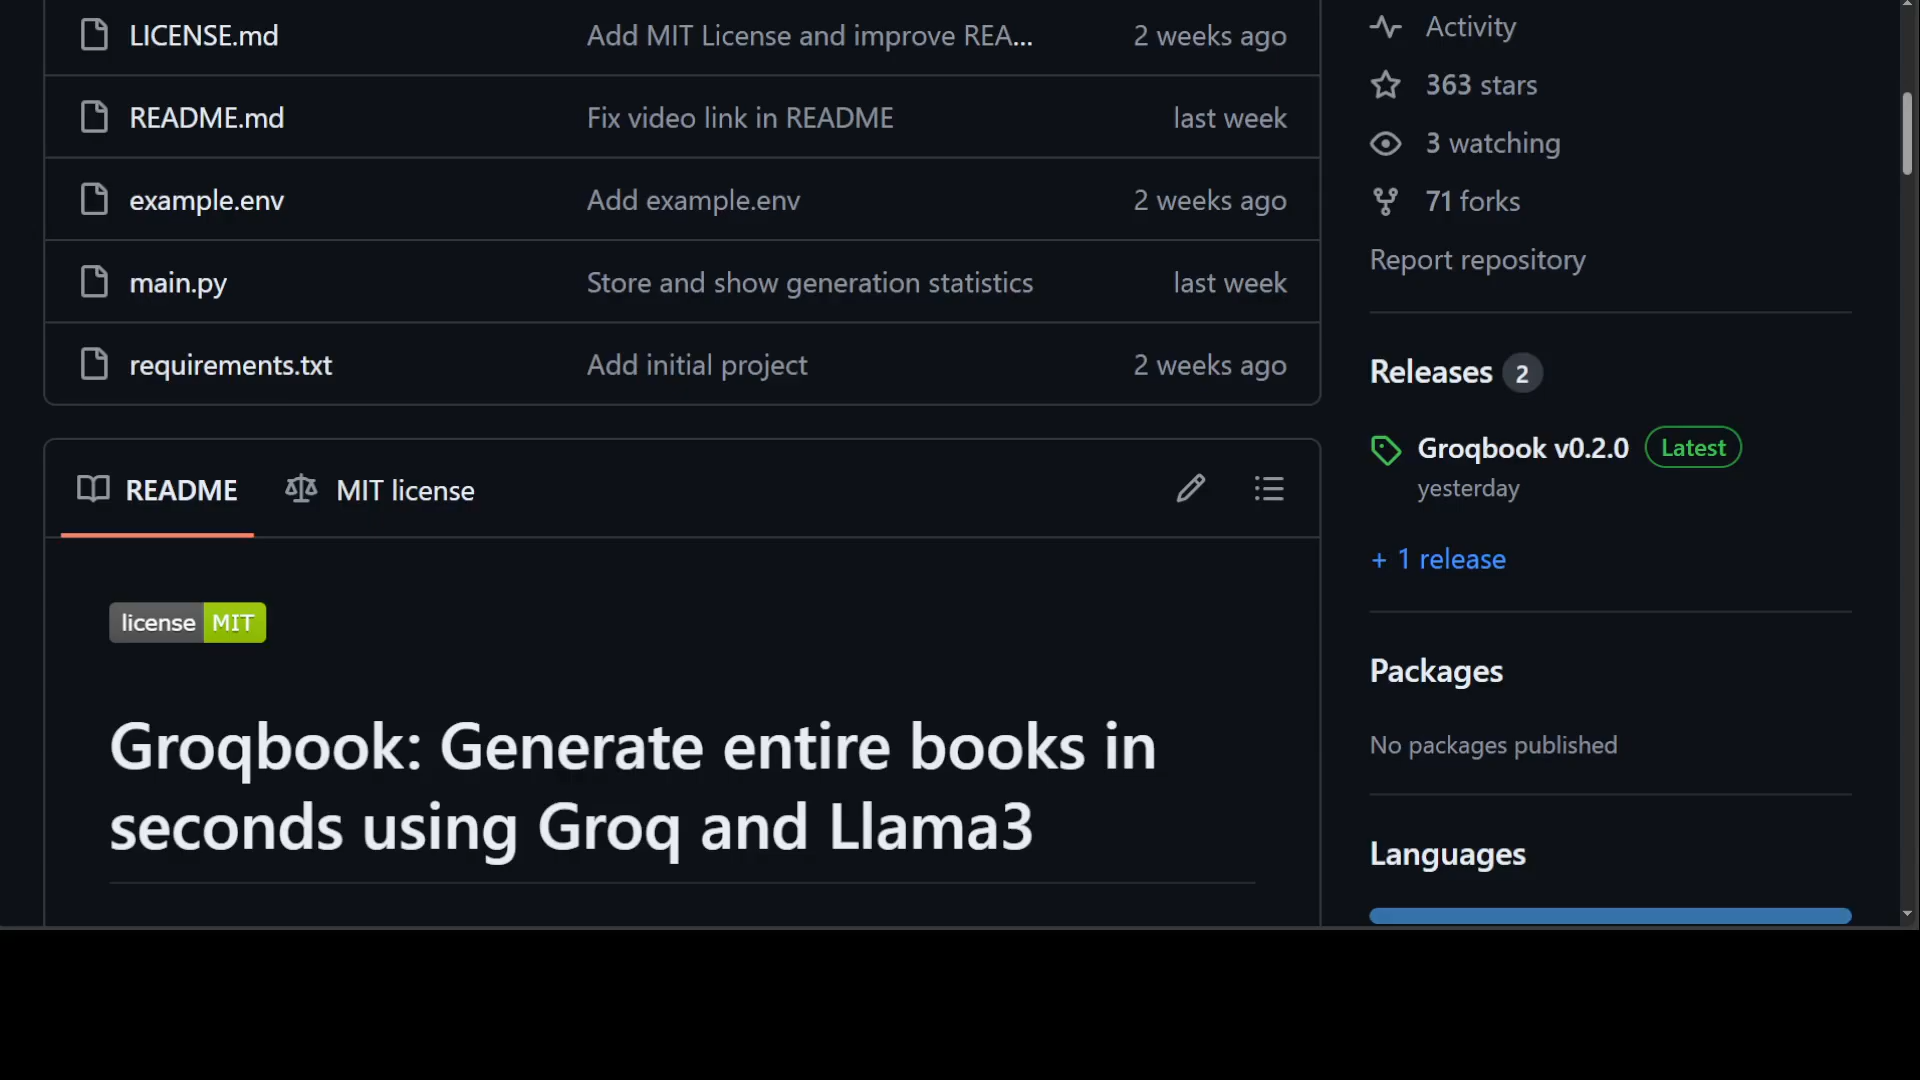 LICENSE.md Add MIT License and improve REA... 2 weeks ago
README.md Fix video link in README last week
example.env Add example.env 2 weeks ago
main.py Store and show generation statistics last week
requirements.txt Add initial project 2 weeks ago
README MIT license
license MIT
Groqbook: Generate entire books in
seconds using Groq and Llama3
Activity
363 stars
3 watching
71 forks
Report repository
Releases 2
Groqbook v0.2.0 Latest
yesterday
+ 1 release
Packages
No packages published
Languages